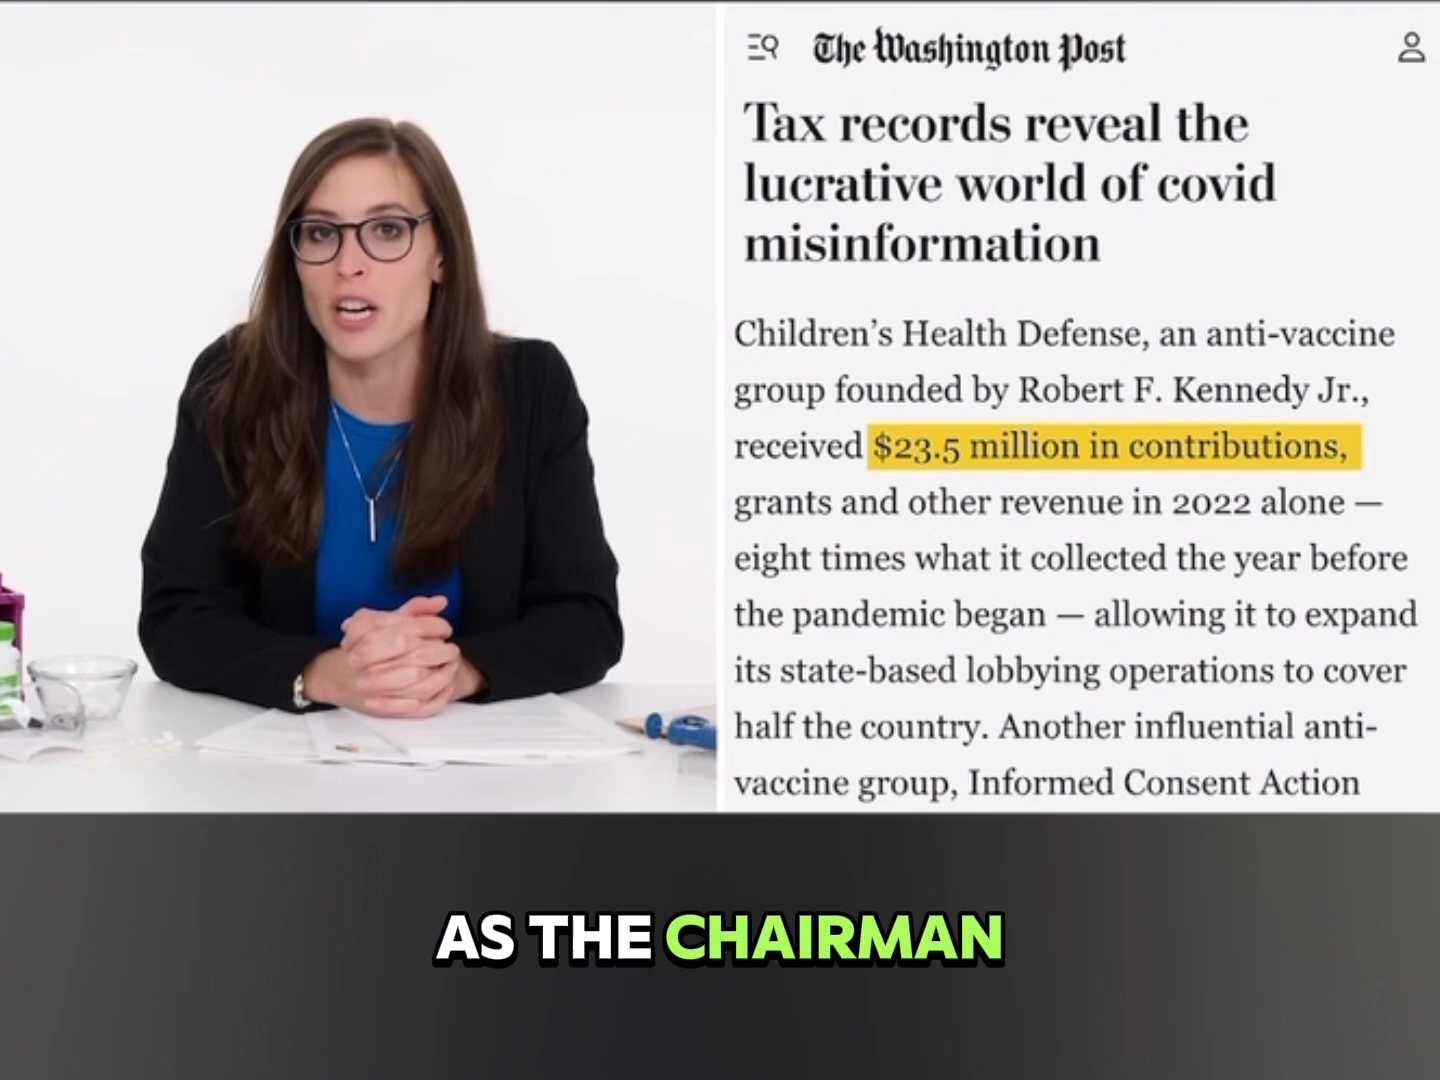 The Washington Post
Tax records reveal the
lucrative world of covid
misinformation
Children’s Health Defense, an anti-vaccine
group founded by Robert F. Kennedy Jr.,
received $23.5 million in contributions,
grants and other revenue in 2022 alone —
eight times what it collected the year before
the pandemic began — allowing it to expand
its state-based lobbying operations to cover
half the country. Another influential anti-
vaccine group, Informed Consent Action
AS THE CHAIRMAN